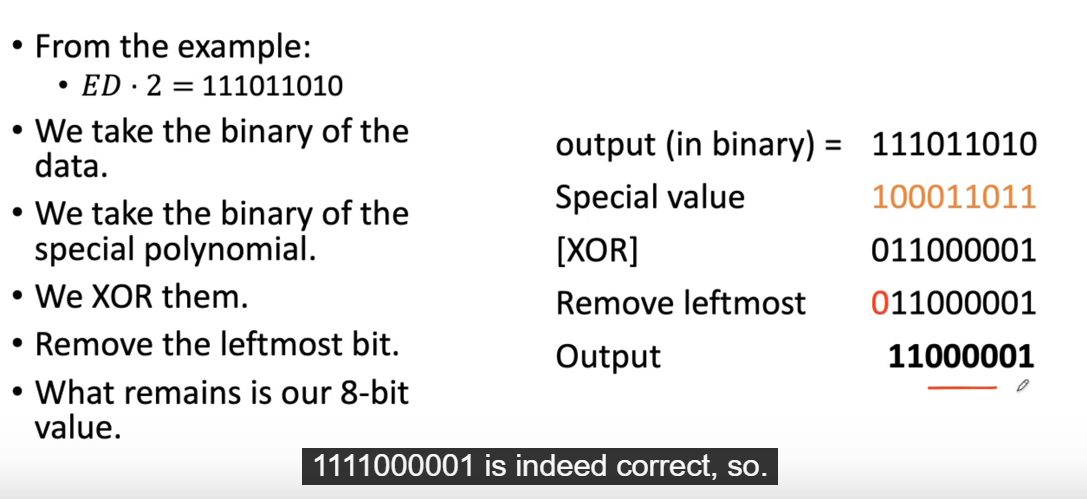 • From the example:
• ED · 2 = 111011010
• We take the binary of the
data.
• We take the binary of the
special polynomial.
• We XOR them.
• Remove the leftmost bit.
• What remains is our 8-bit
value.
output (in binary) = 111011010
Special value 100011011
[XOR] 011000001
Remove leftmost 011000001
Output 11000001
1111000001 is indeed correct, so.